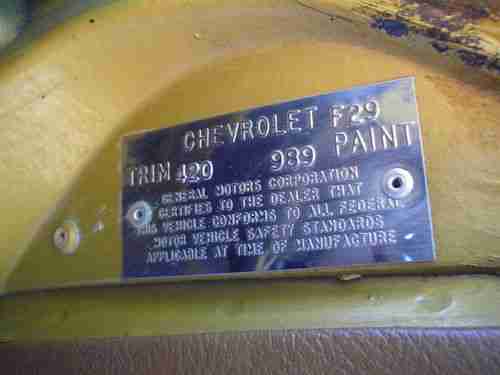 CHEVROLET F29
TRIM 420 989 PAINT
GENERAL MOTORS CORPORATION
CERTIFIES TO THE DEALER THAT
THIS VEHICLE CONFORMS TO ALL FEDERAL
MOTOR VEHICLE SAFETY STANDARDS
APPLICABLE AT TIME OF MANUFACTURE